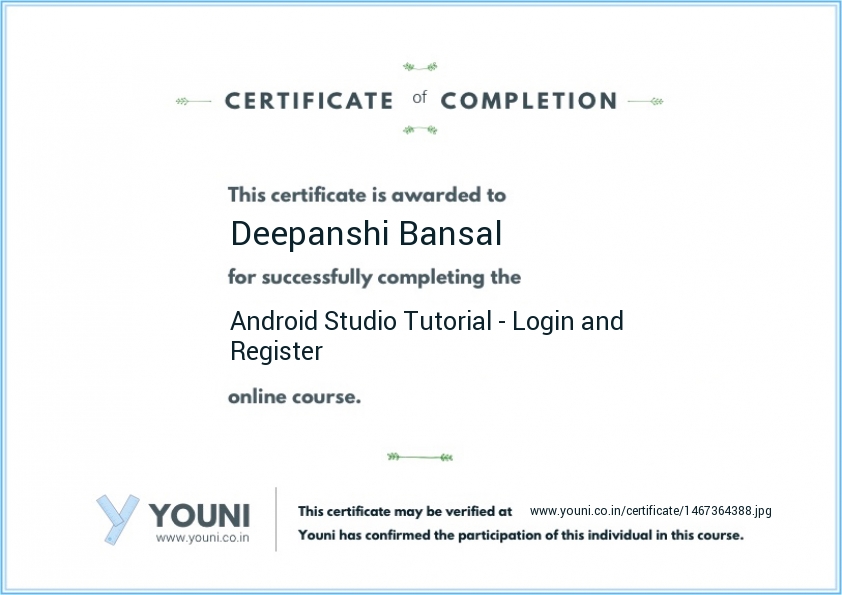 CERTIFICATE of COMPLETION
This certificate is awarded to
Deepanshi Bansal
for successfully completing the
Android Studio Tutorial - Login and
Register
online course.
YOUNI
www.youni.co.in
This certificate may be verified at www.youni.co.in/certificate/1467364388.jpg
Youni has confirmed the participation of this individual in this course.